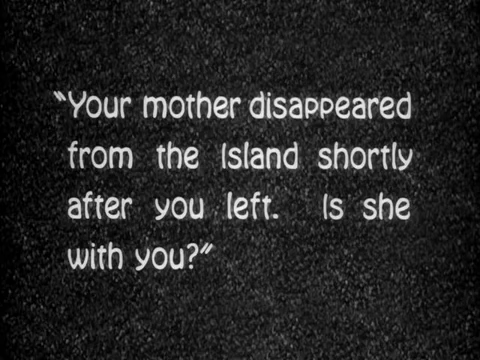 “Your mother disappeared
from the Island shortly
after you left. Is she
with you?”